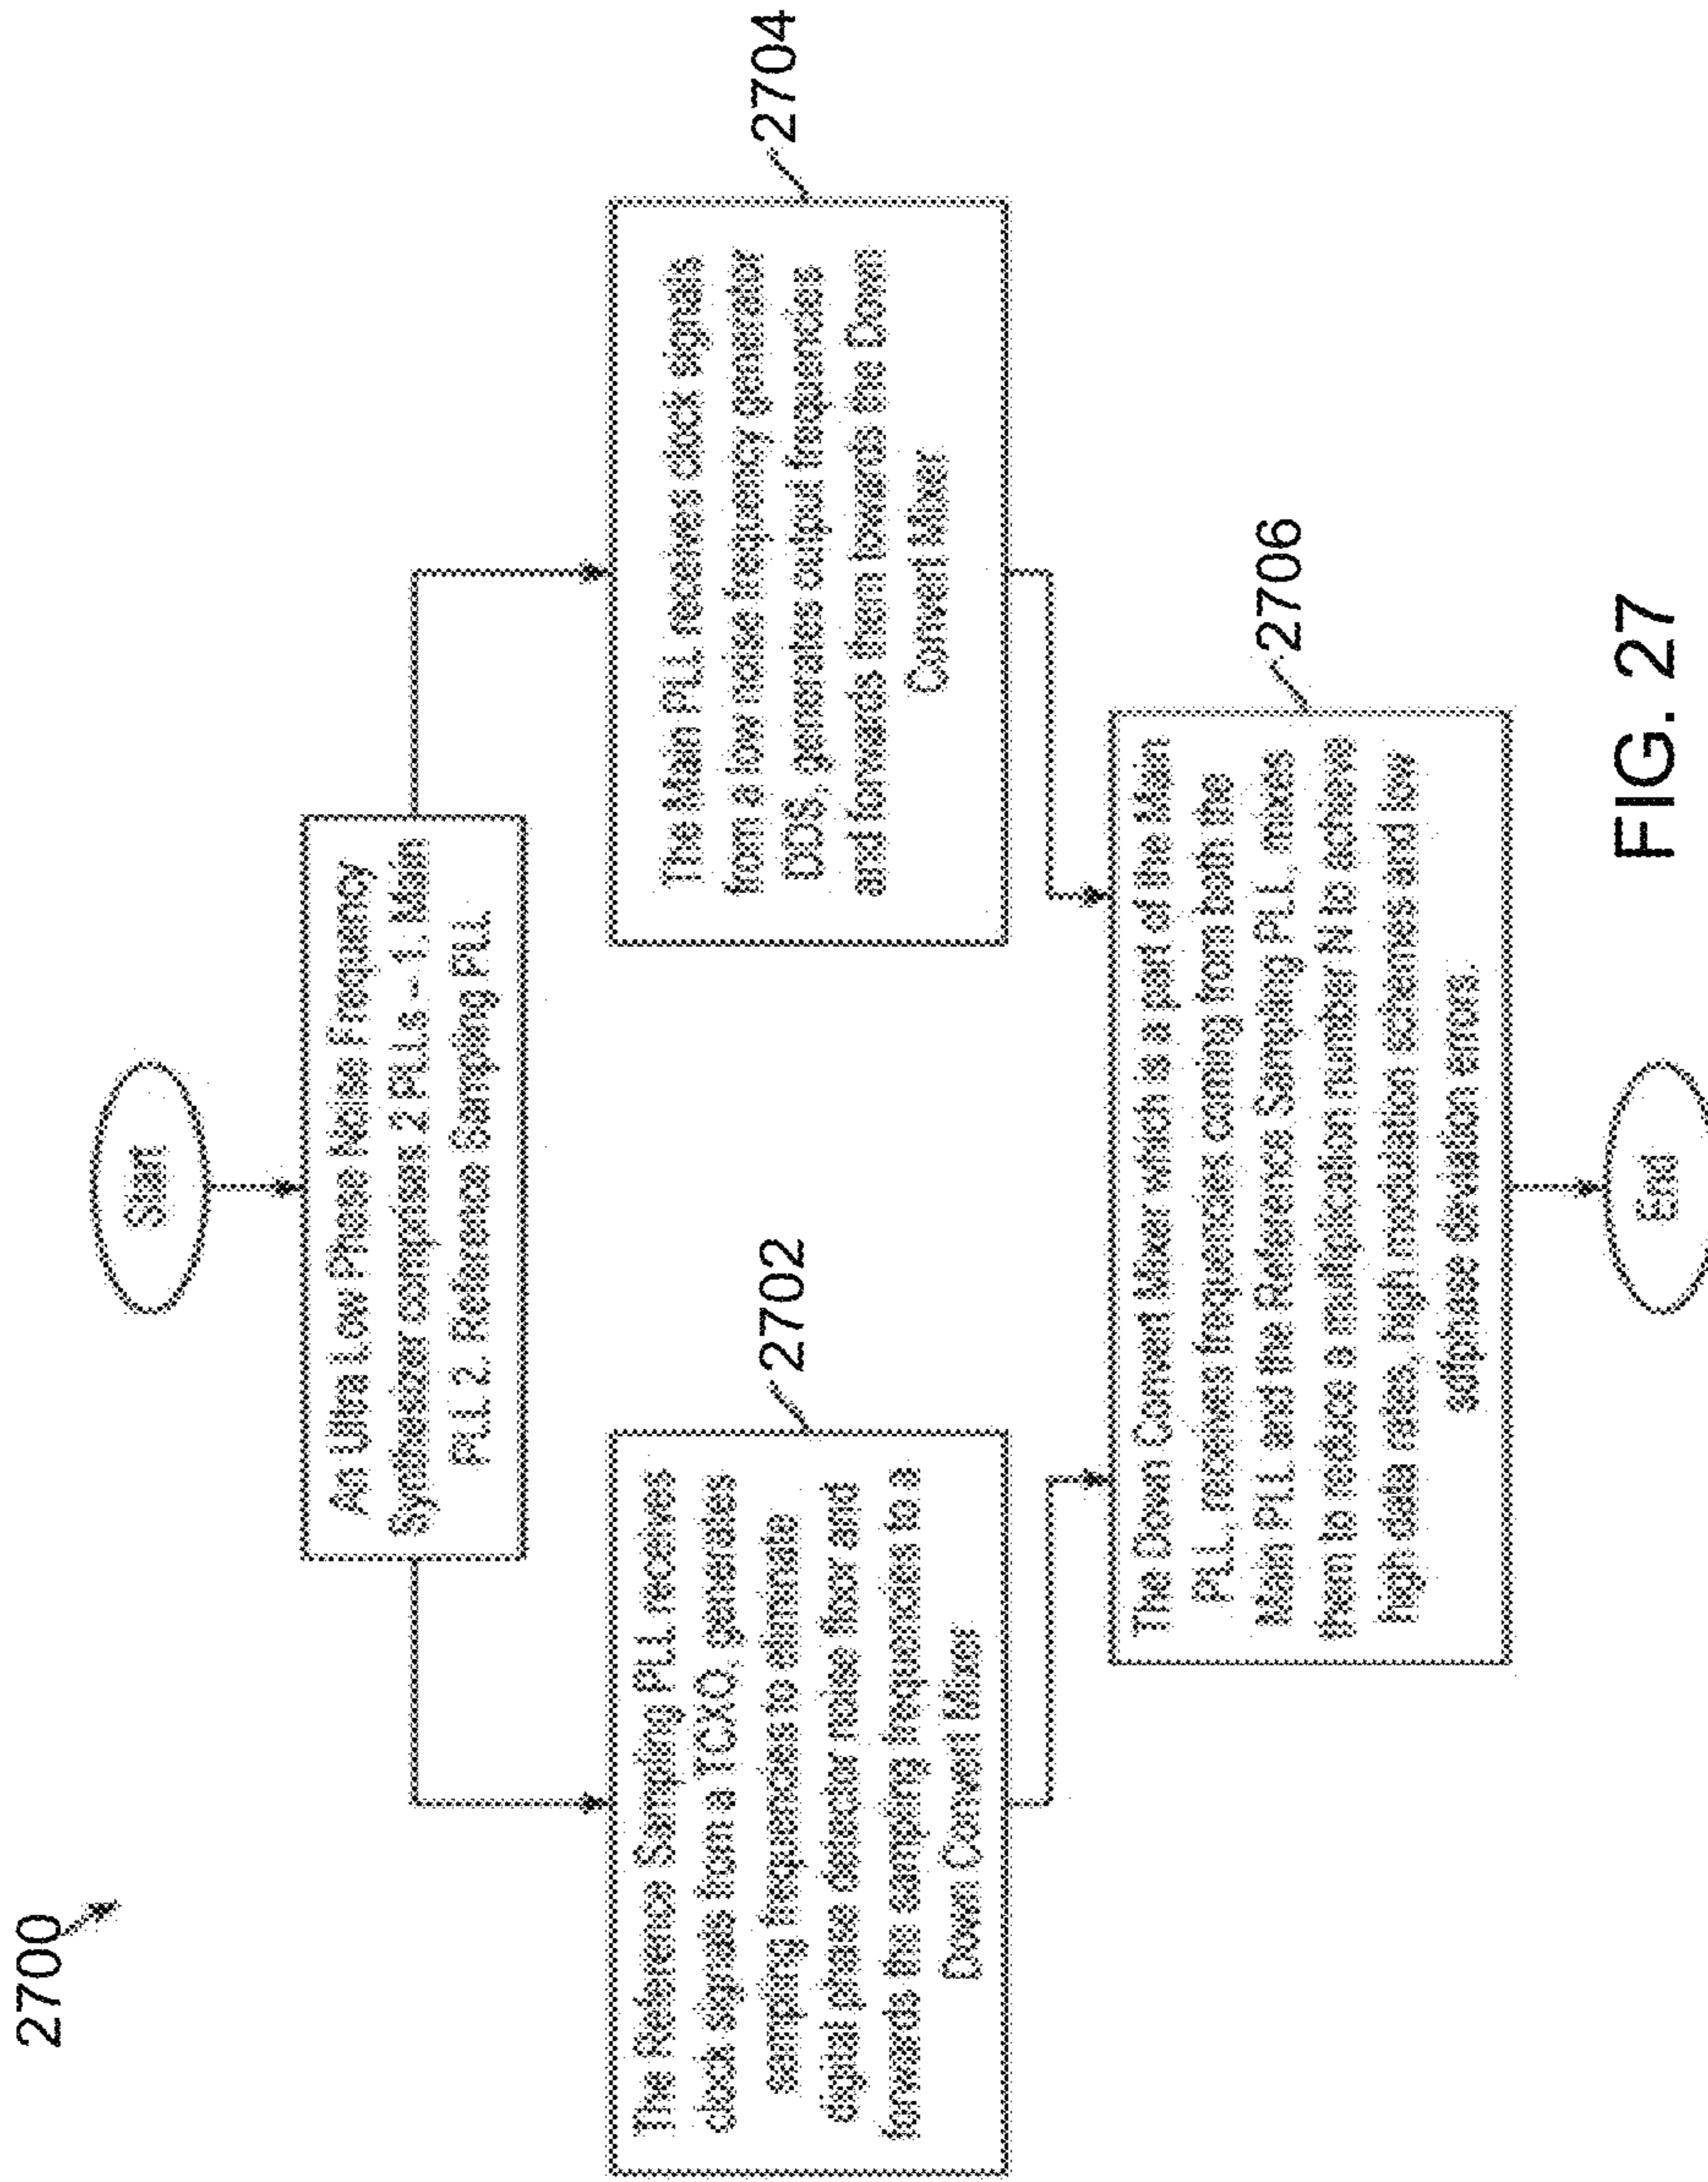 2700
Start
An Ultra Low Phase Noise Frequency
Synthesizer comprises 2 PLLs – 1. Main
PLL 2. Reference Sampling PLL
2702
The Reference Sampling PLL receives
clock signals from a TCXO, generates
sampling frequencies to eliminate
digital phase detector noise floor and
forwards the sampling frequencies to a
Down Convert Mixer
2704
The Main PLL receives clock signals
from a low noise frequency generator
DDS, generates output frequencies
and forwards them towards the Down
Convert Mixer
2706
The Down Convert Mixer which is a part of the Main
PLL, receives frequencies coming from both the
Main PLL and the Reference Sampling PLL, mixes
them to reduce a multiplication number N to achieve
high data rates, high modulation schemes and low
phase deviation errors.
End
FIG. 27